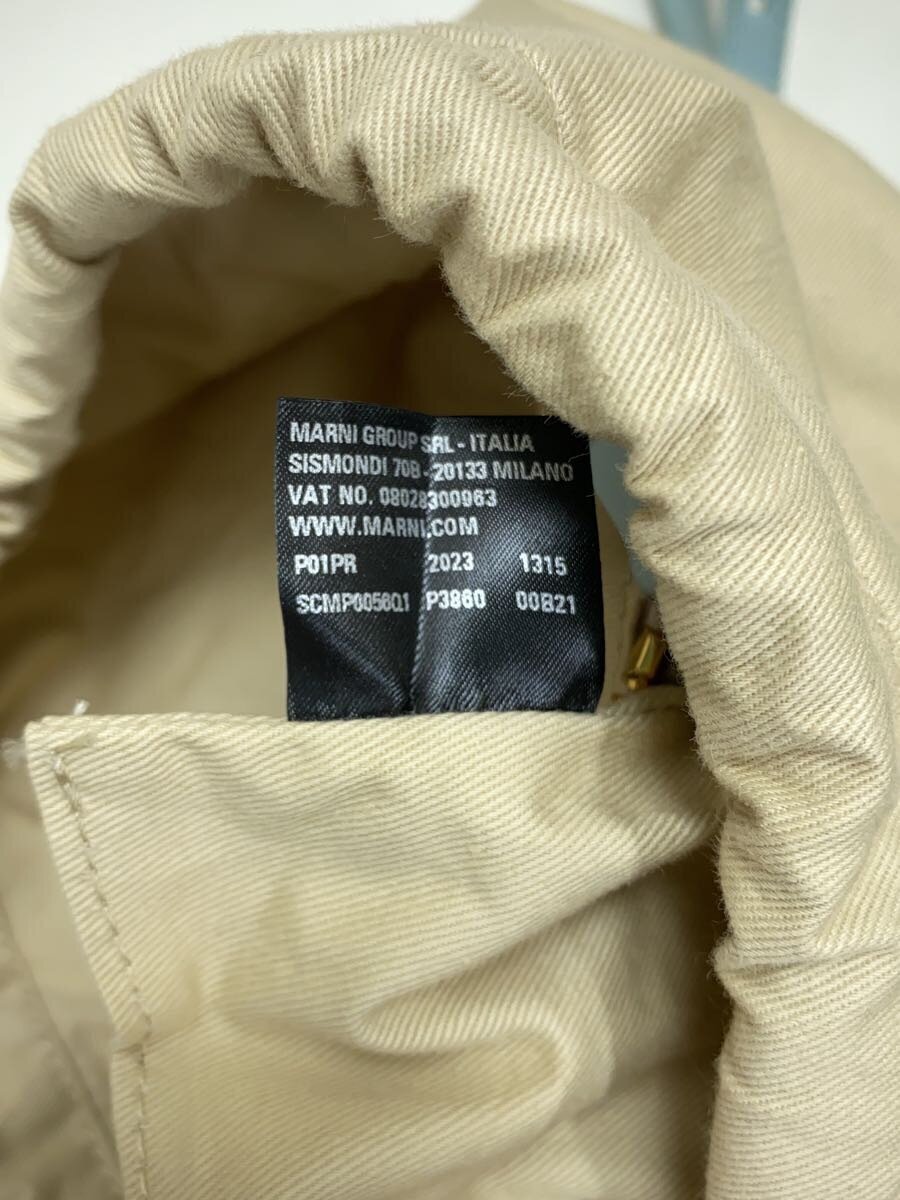 MARNI GROUP SRL - ITALIA
SISMONDI 70B - 20133 MILANO
VAT NO. 08028300963
WWW.MARNI.COM
P01PR 2023 1315
SCMP0056Q1 P3860 00B21